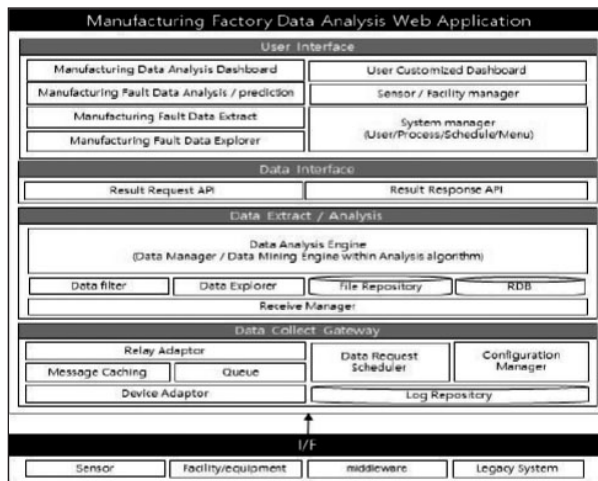 Manufacturing Factory Data Analysis Web Application
User Interface
Manufacturing Data Analysis Dashboard
User Customized Dashboard
Manufacturing Fault Data Analysis / prediction
Sensor / Facility manager
Manufacturing Fault Data Extract
System manager
(User/Process/Schedule/Menu)
Manufacturing Fault Data Explorer
Data Interface
Result Request API
Result Response API
Data Extract / Analysis
Data Analysis Engine
(Data Manager / Data Mining Engine within Analysis algorithm)
Data filter
Data Explorer
File Repository
RDB
Receive Manager
Data Collect Gateway
Relay Adaptor
Data Request
Scheduler
Configuration
Manager
Message Caching
Queue
Device Adaptor
Log Repository
I/F
Sensor
Facility/equipment
middleware
Legacy System